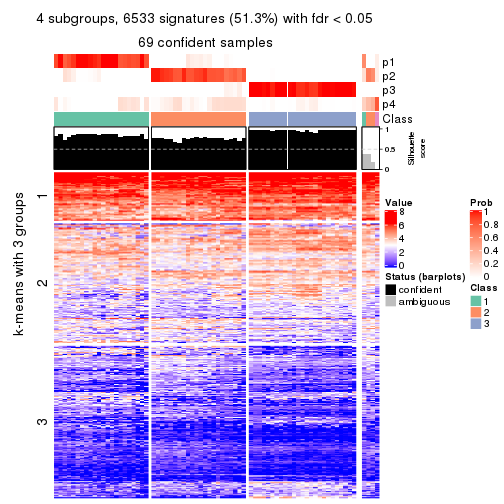 4 subgroups, 6533 signatures (51.3%) with fdr < 0.05
69 confident samples
p1
p2
p3
p4
Class
1
0.5
0
Silhouette
score
k-means with 3 groups
1
2
3
Value
8
6
4
2
0
Status (barplots)
confident
ambiguous
Prob
1
0.8
0.6
0.4
0.2
0
Class
1
2
3